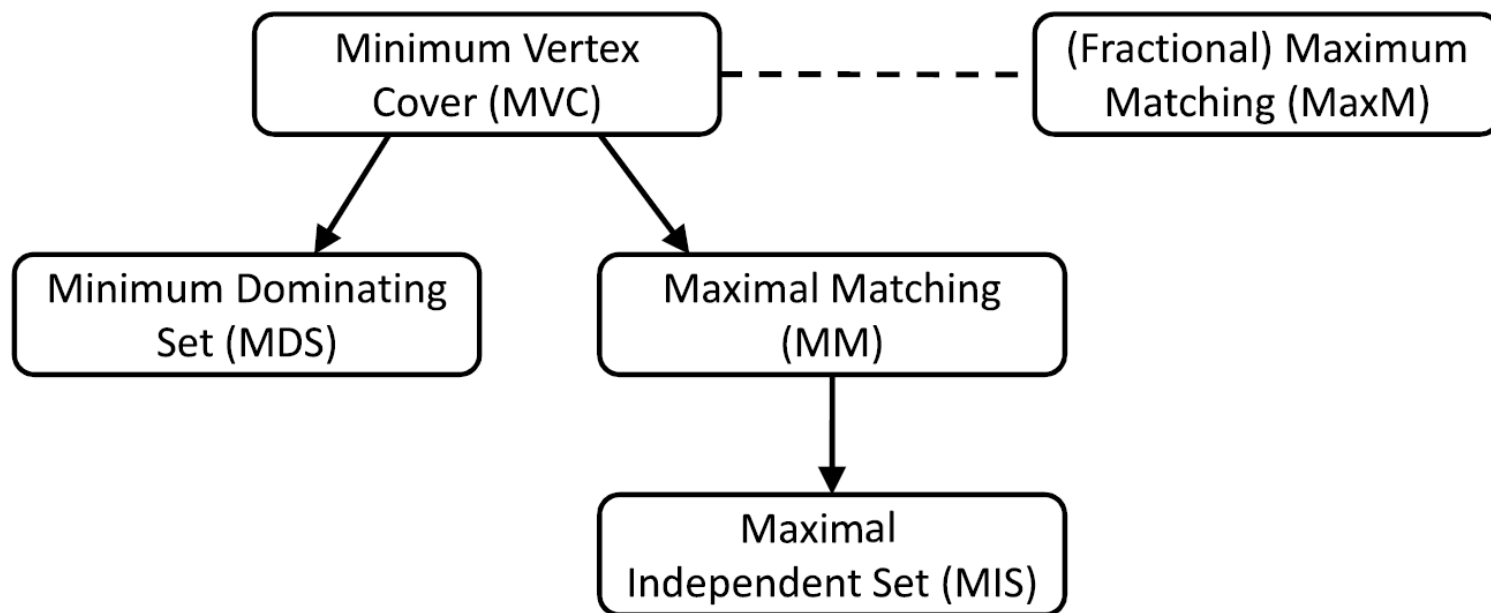 Minimum Vertex
Cover (MVC)
(Fractional) Maximum
Matching (MaxM)
Minimum Dominating
Set (MDS)
Maximal Matching
(MM)
Maximal
Independent Set (MIS)